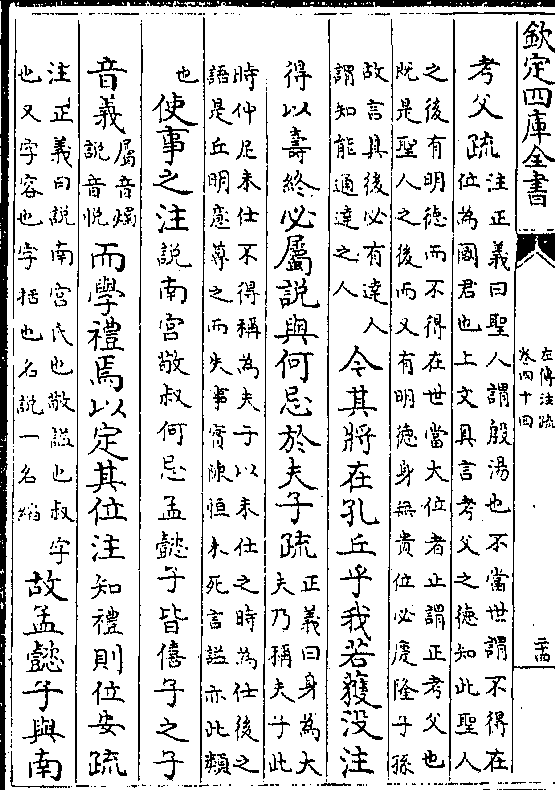 欽定四庫全書
左傳注疏
卷四十四
二十四
考父疏
注正義曰聖人謂殷湯也不當世謂不得在
位為國君也上文具言考父之德知此聖人
之後有明德而不得在世當大位者止謂正考父也
既是聖人之後而又有明德身無貴位必慶隆子孫
故言其後必有達人
謂知能通達之人
今其將在孔丘乎我若獲没注
得以壽終必屬說與何忌於夫子疏
正義曰身為大
夫乃稱夫子此
時仲尼未仕不得稱為夫子以未仕之時為仕後之
語是丘明意尊之而失事實陳恒未死言諡亦此類
也
使事之注
說南宮敬叔何忌孟懿子皆僖子之子
音義
屬音燭
說音悅
而學禮焉以定其位注
知禮則位安疏
注正義曰說南宮氏也敬諡也叔字
也又字容也字括也名說一名縚
故孟懿子與南